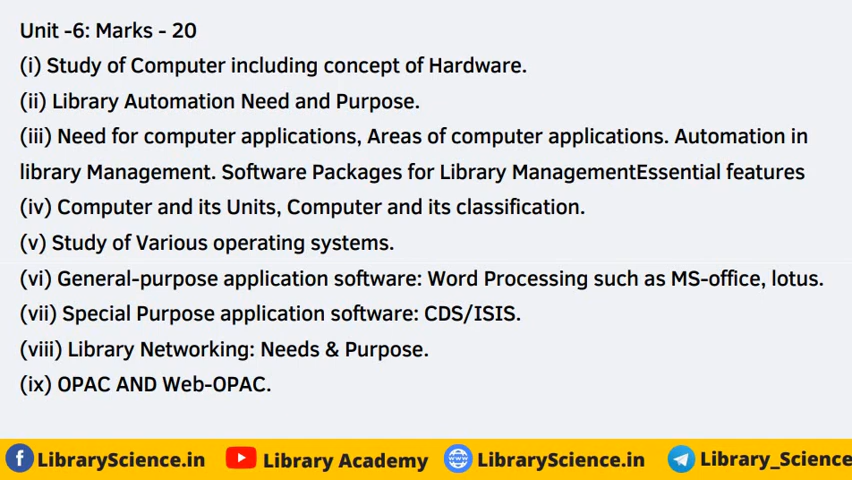 Unit -6: Marks - 20
(i) Study of Computer including concept of Hardware.
(ii) Library Automation Need and Purpose.
(iii) Need for computer applications, Areas of computer applications. Automation in
library Management. Software Packages for Library ManagementEssential features
(iv) Computer and its Units, Computer and its classification.
(v) Study of Various operating systems.
(vi) General-purpose application software: Word Processing such as MS-office, lotus.
(vii) Special Purpose application software: CDS/ISIS.
(viii) Library Networking: Needs & Purpose.
(ix) OPAC AND Web-OPAC.
f LibraryScience.in Library Academy www LibraryScience.in Library_Science